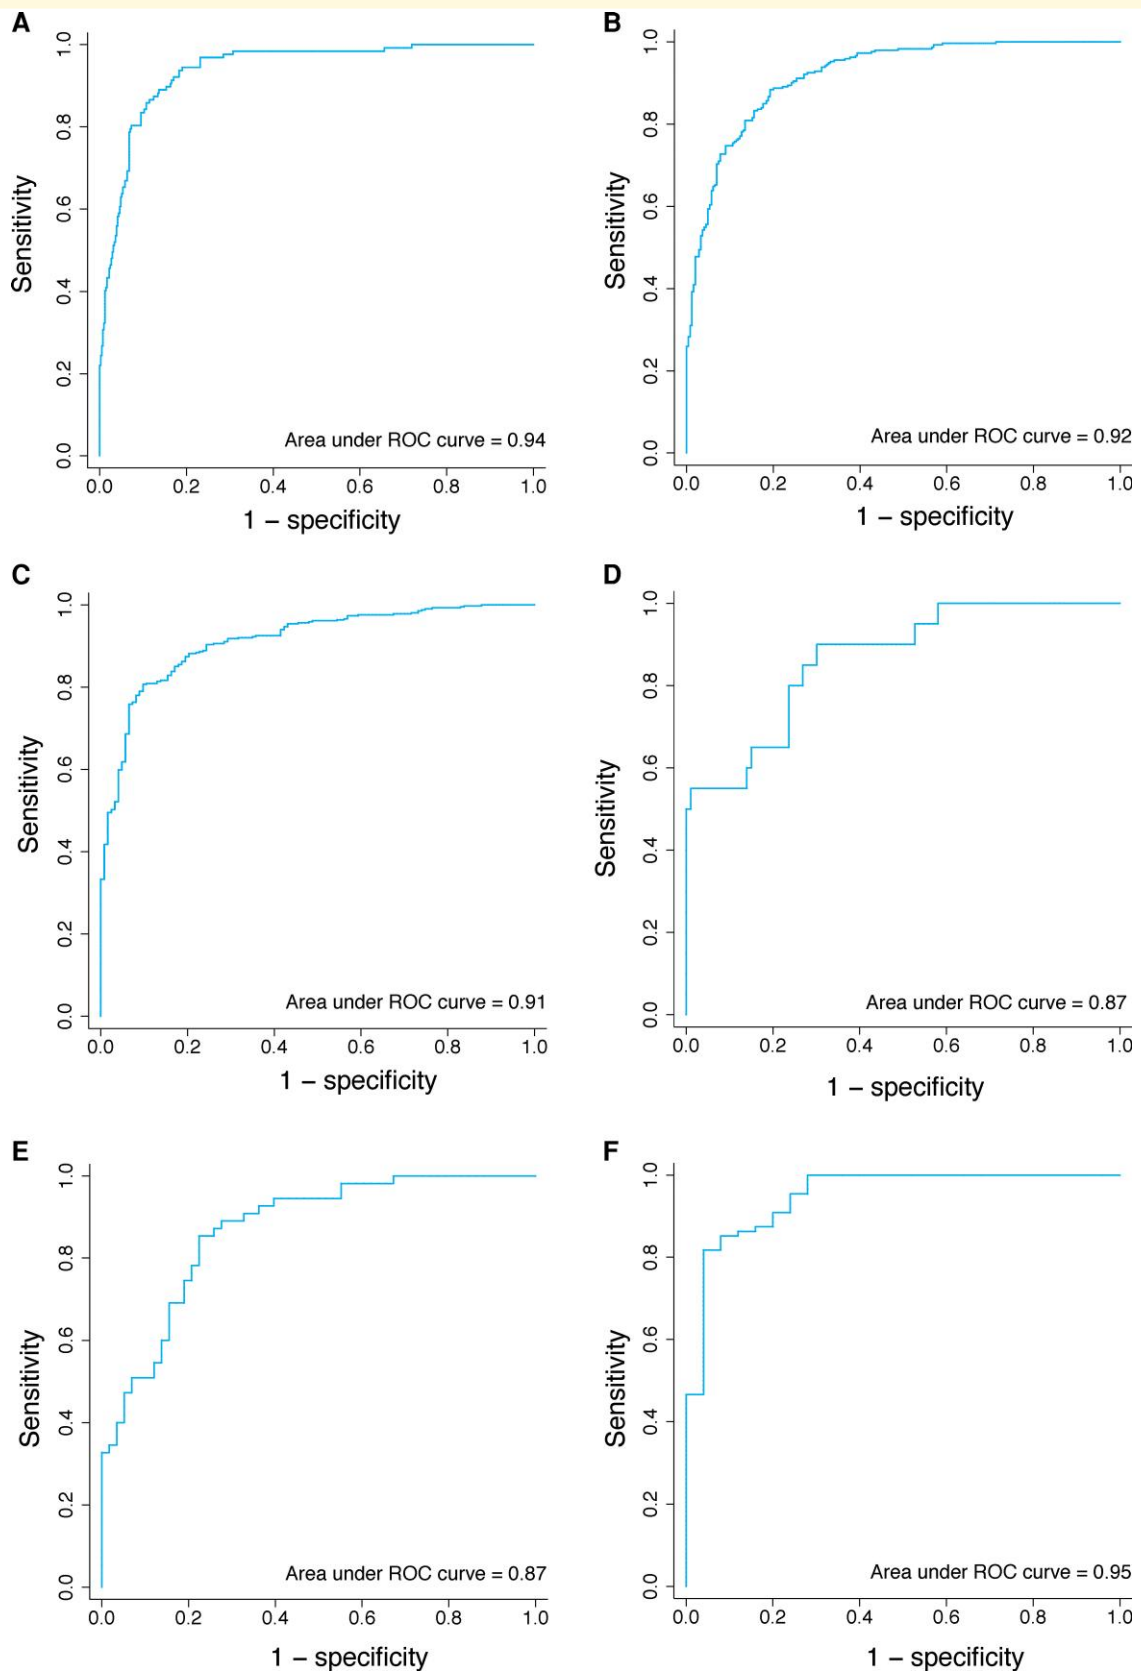 A
Sensitivity
1.0
0.8
0.6
0.4
0.2
0.0
Area under ROC curve = 0.94
0.0 0.2 0.4 0.6 0.8 1.0
1 – specificity
B
Sensitivity
1.0
0.8
0.6
0.4
0.2
0.0
Area under ROC curve = 0.92
0.0 0.2 0.4 0.6 0.8 1.0
1 – specificity
C
Sensitivity
1.0
0.8
0.6
0.4
0.2
0.0
Area under ROC curve = 0.91
0.0 0.2 0.4 0.6 0.8 1.0
1 – specificity
D
Sensitivity
1.0
0.8
0.6
0.4
0.2
0.0
Area under ROC curve = 0.87
0.0 0.2 0.4 0.6 0.8 1.0
1 – specificity
E
Sensitivity
1.0
0.8
0.6
0.4
0.2
0.0
Area under ROC curve = 0.87
0.0 0.2 0.4 0.6 0.8 1.0
1 – specificity
F
Sensitivity
1.0
0.8
0.6
0.4
0.2
0.0
Area under ROC curve = 0.95
0.0 0.2 0.4 0.6 0.8 1.0
1 – specificity